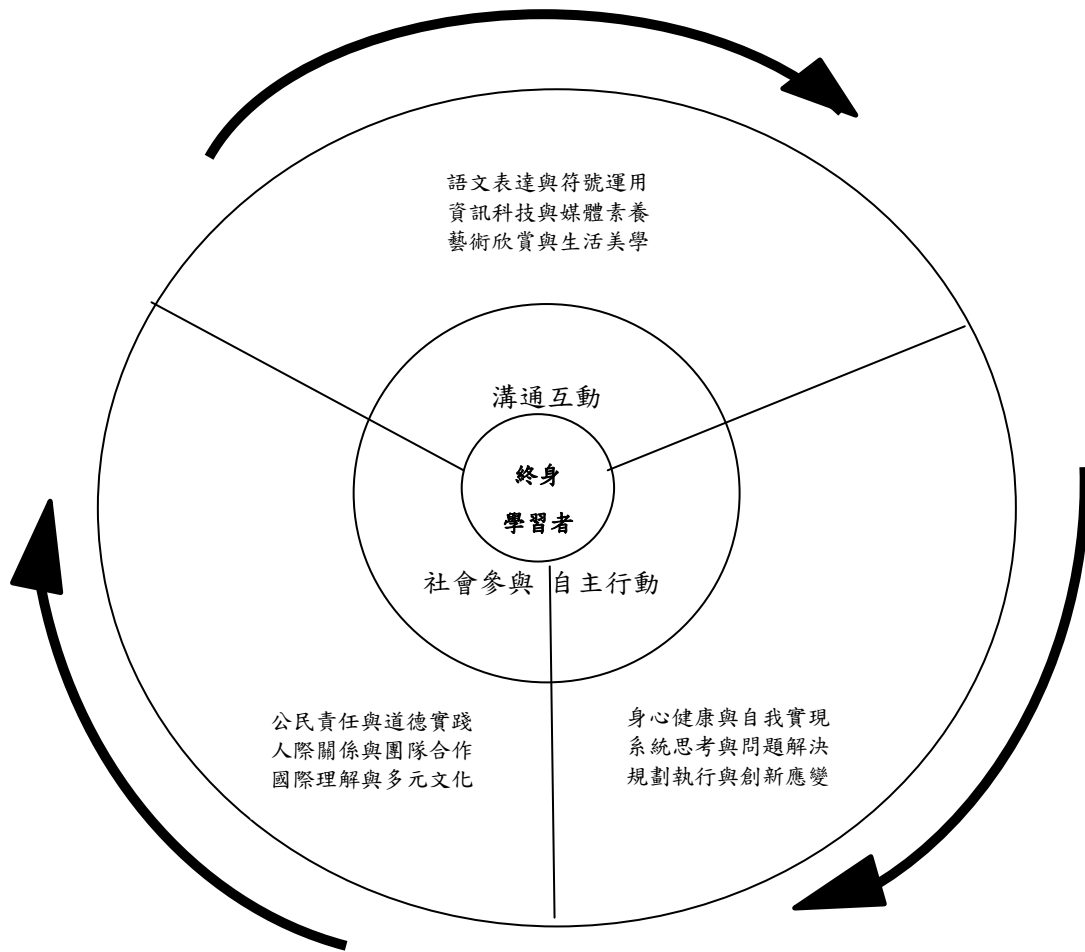 語文表達與符號運用
資訊科技與媒體素養
藝術欣賞與生活美學
溝通互動
終身
學習者
社會參與 自主行動
公民責任與道德實踐
人際關係與團隊合作
國際理解與多元文化
身心健康與自我實現
系統思考與問題解決
規劃執行與創新應變